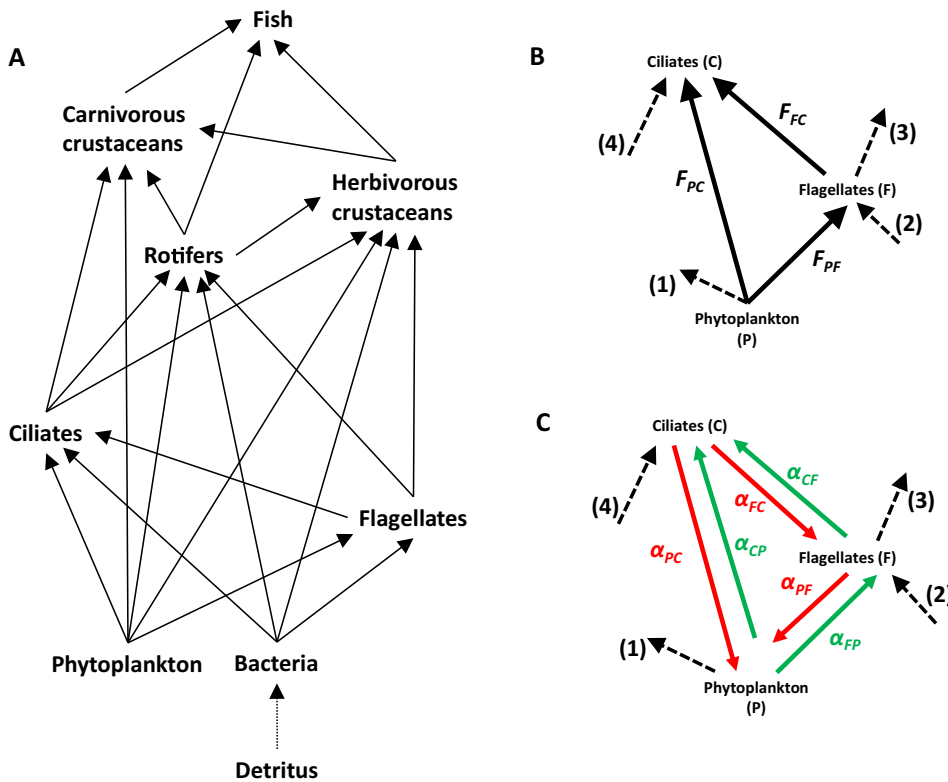 A
Fish
Carnivorous
crustaceans
Herbivorous
crustaceans
Rotifers
Ciliates
Flagellates
Phytoplankton
Bacteria
Detritus
B
Ciliates (C)
(4)
F_FC
(3)
F_PC
Flagellates (F)
(2)
F_PF
(1)
Phytoplankton
(P)
C
Ciliates (C)
α_CF
(4)
α_FC
(3)
α_PC
α_CP
Flagellates (F)
α_PF
(2)
(1)
α_FP
Phytoplankton
(P)